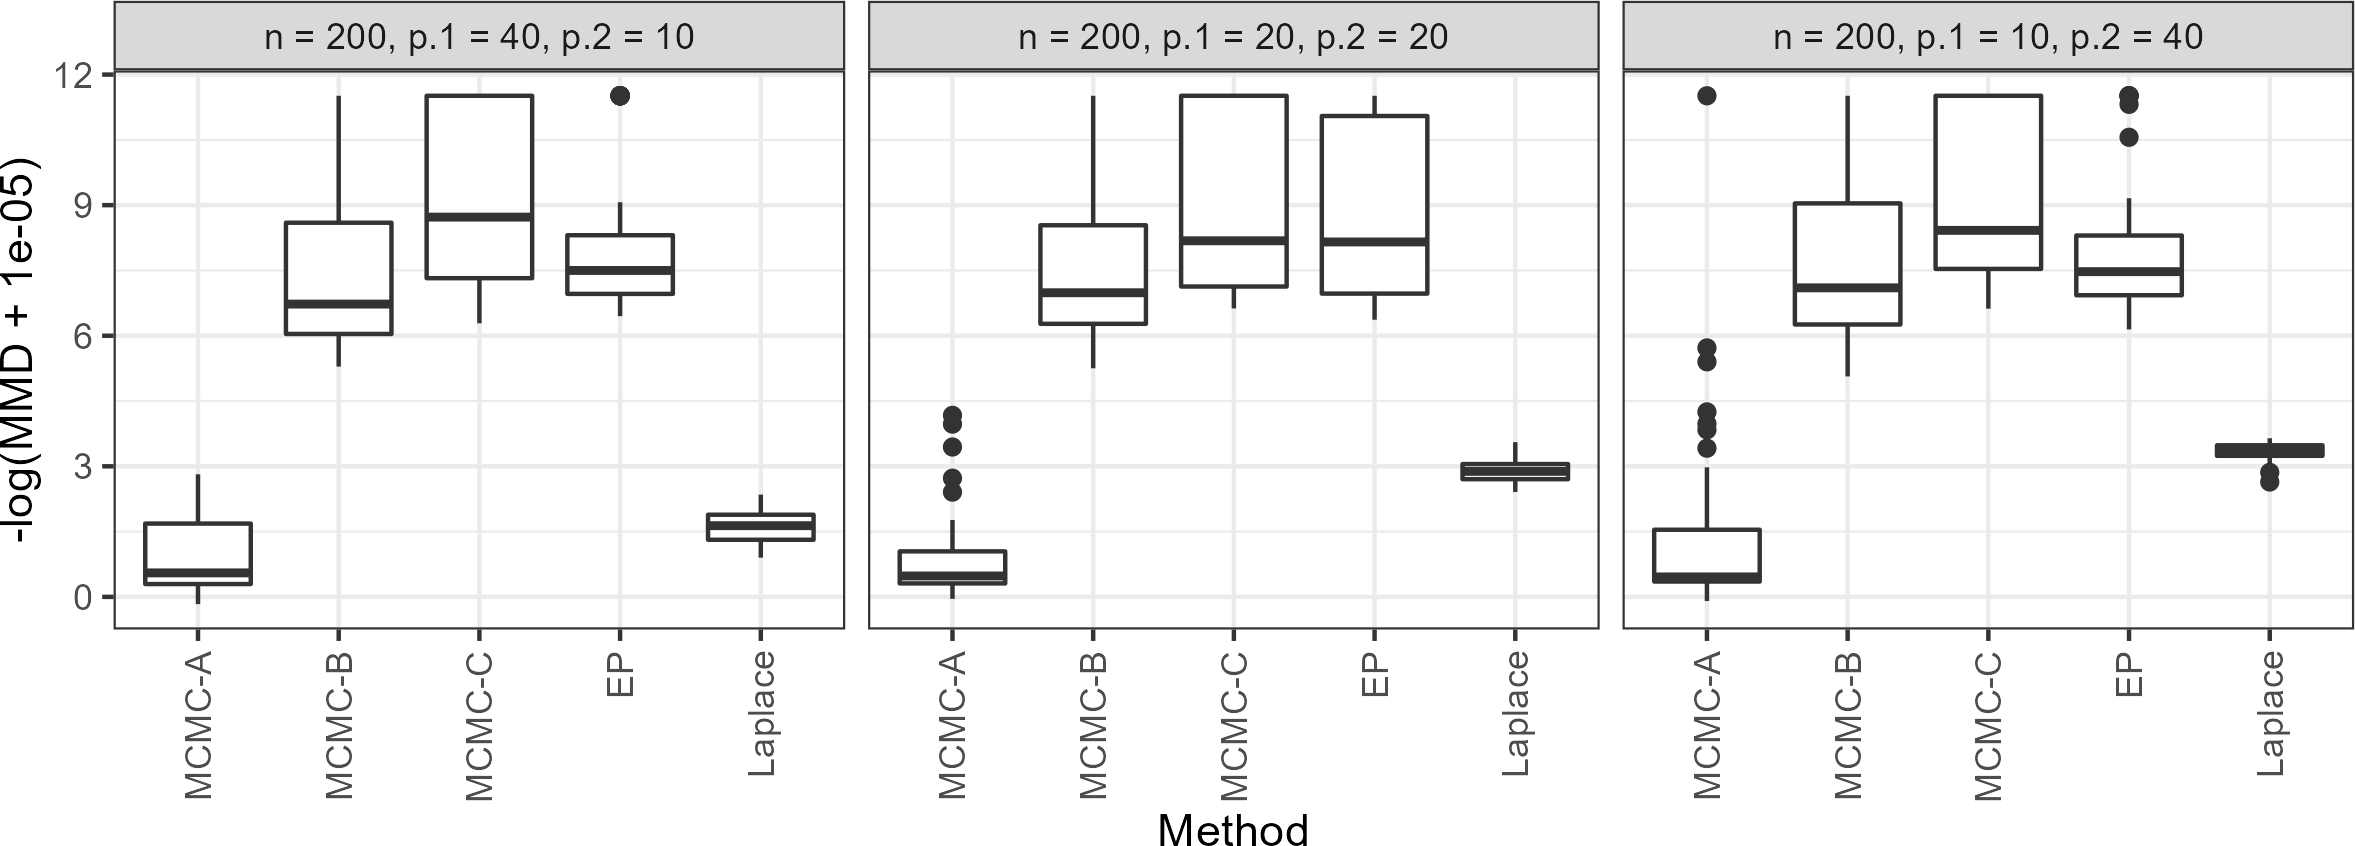 n = 200, p.1 = 40, p.2 = 10
n = 200, p.1 = 20, p.2 = 20
n = 200, p.1 = 10, p.2 = 40
-log(MMD + 1e-05)
12
9
6
3
0
MCMC-A
MCMC-B
MCMC-C
EP
Laplace
MCMC-A
MCMC-B
MCMC-C
EP
Laplace
MCMC-A
MCMC-B
MCMC-C
EP
Laplace
Method